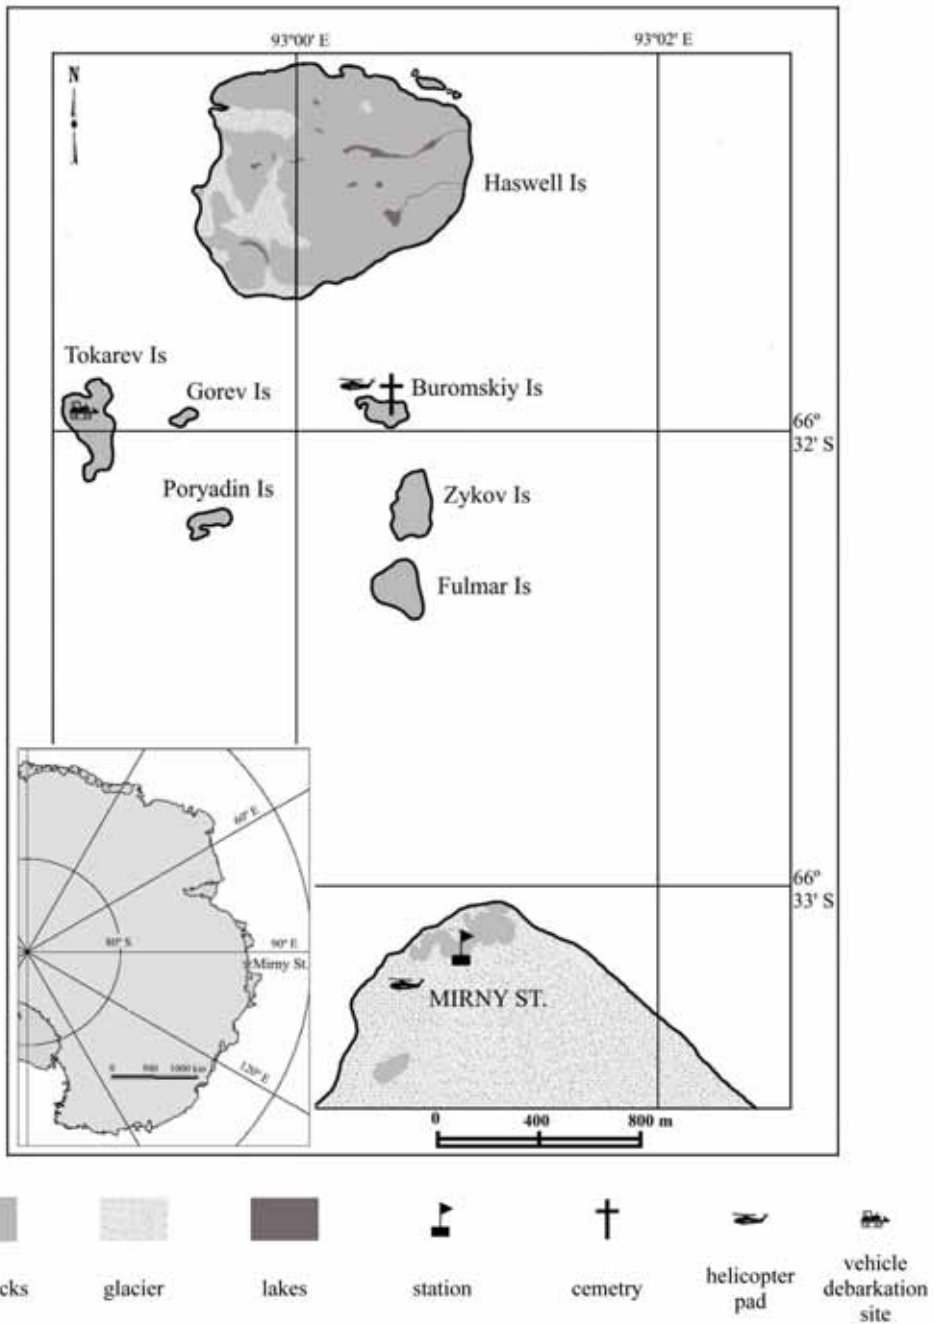 93°00' E
93°02' E
N
Haswell Is
Tokarev Is
Gorev Is
Buromskiy Is
66°
32' S
Poryadin Is
Zykov Is
Fulmar Is
66°
33' S
60° E
80° S
90° E
Mirny St.
120° E
0 500 1000 km
MIRNY ST.
0 400 800 m
cks
glacier
lakes
station
cemetry
helicopter
pad
vehicle
debarkation
site